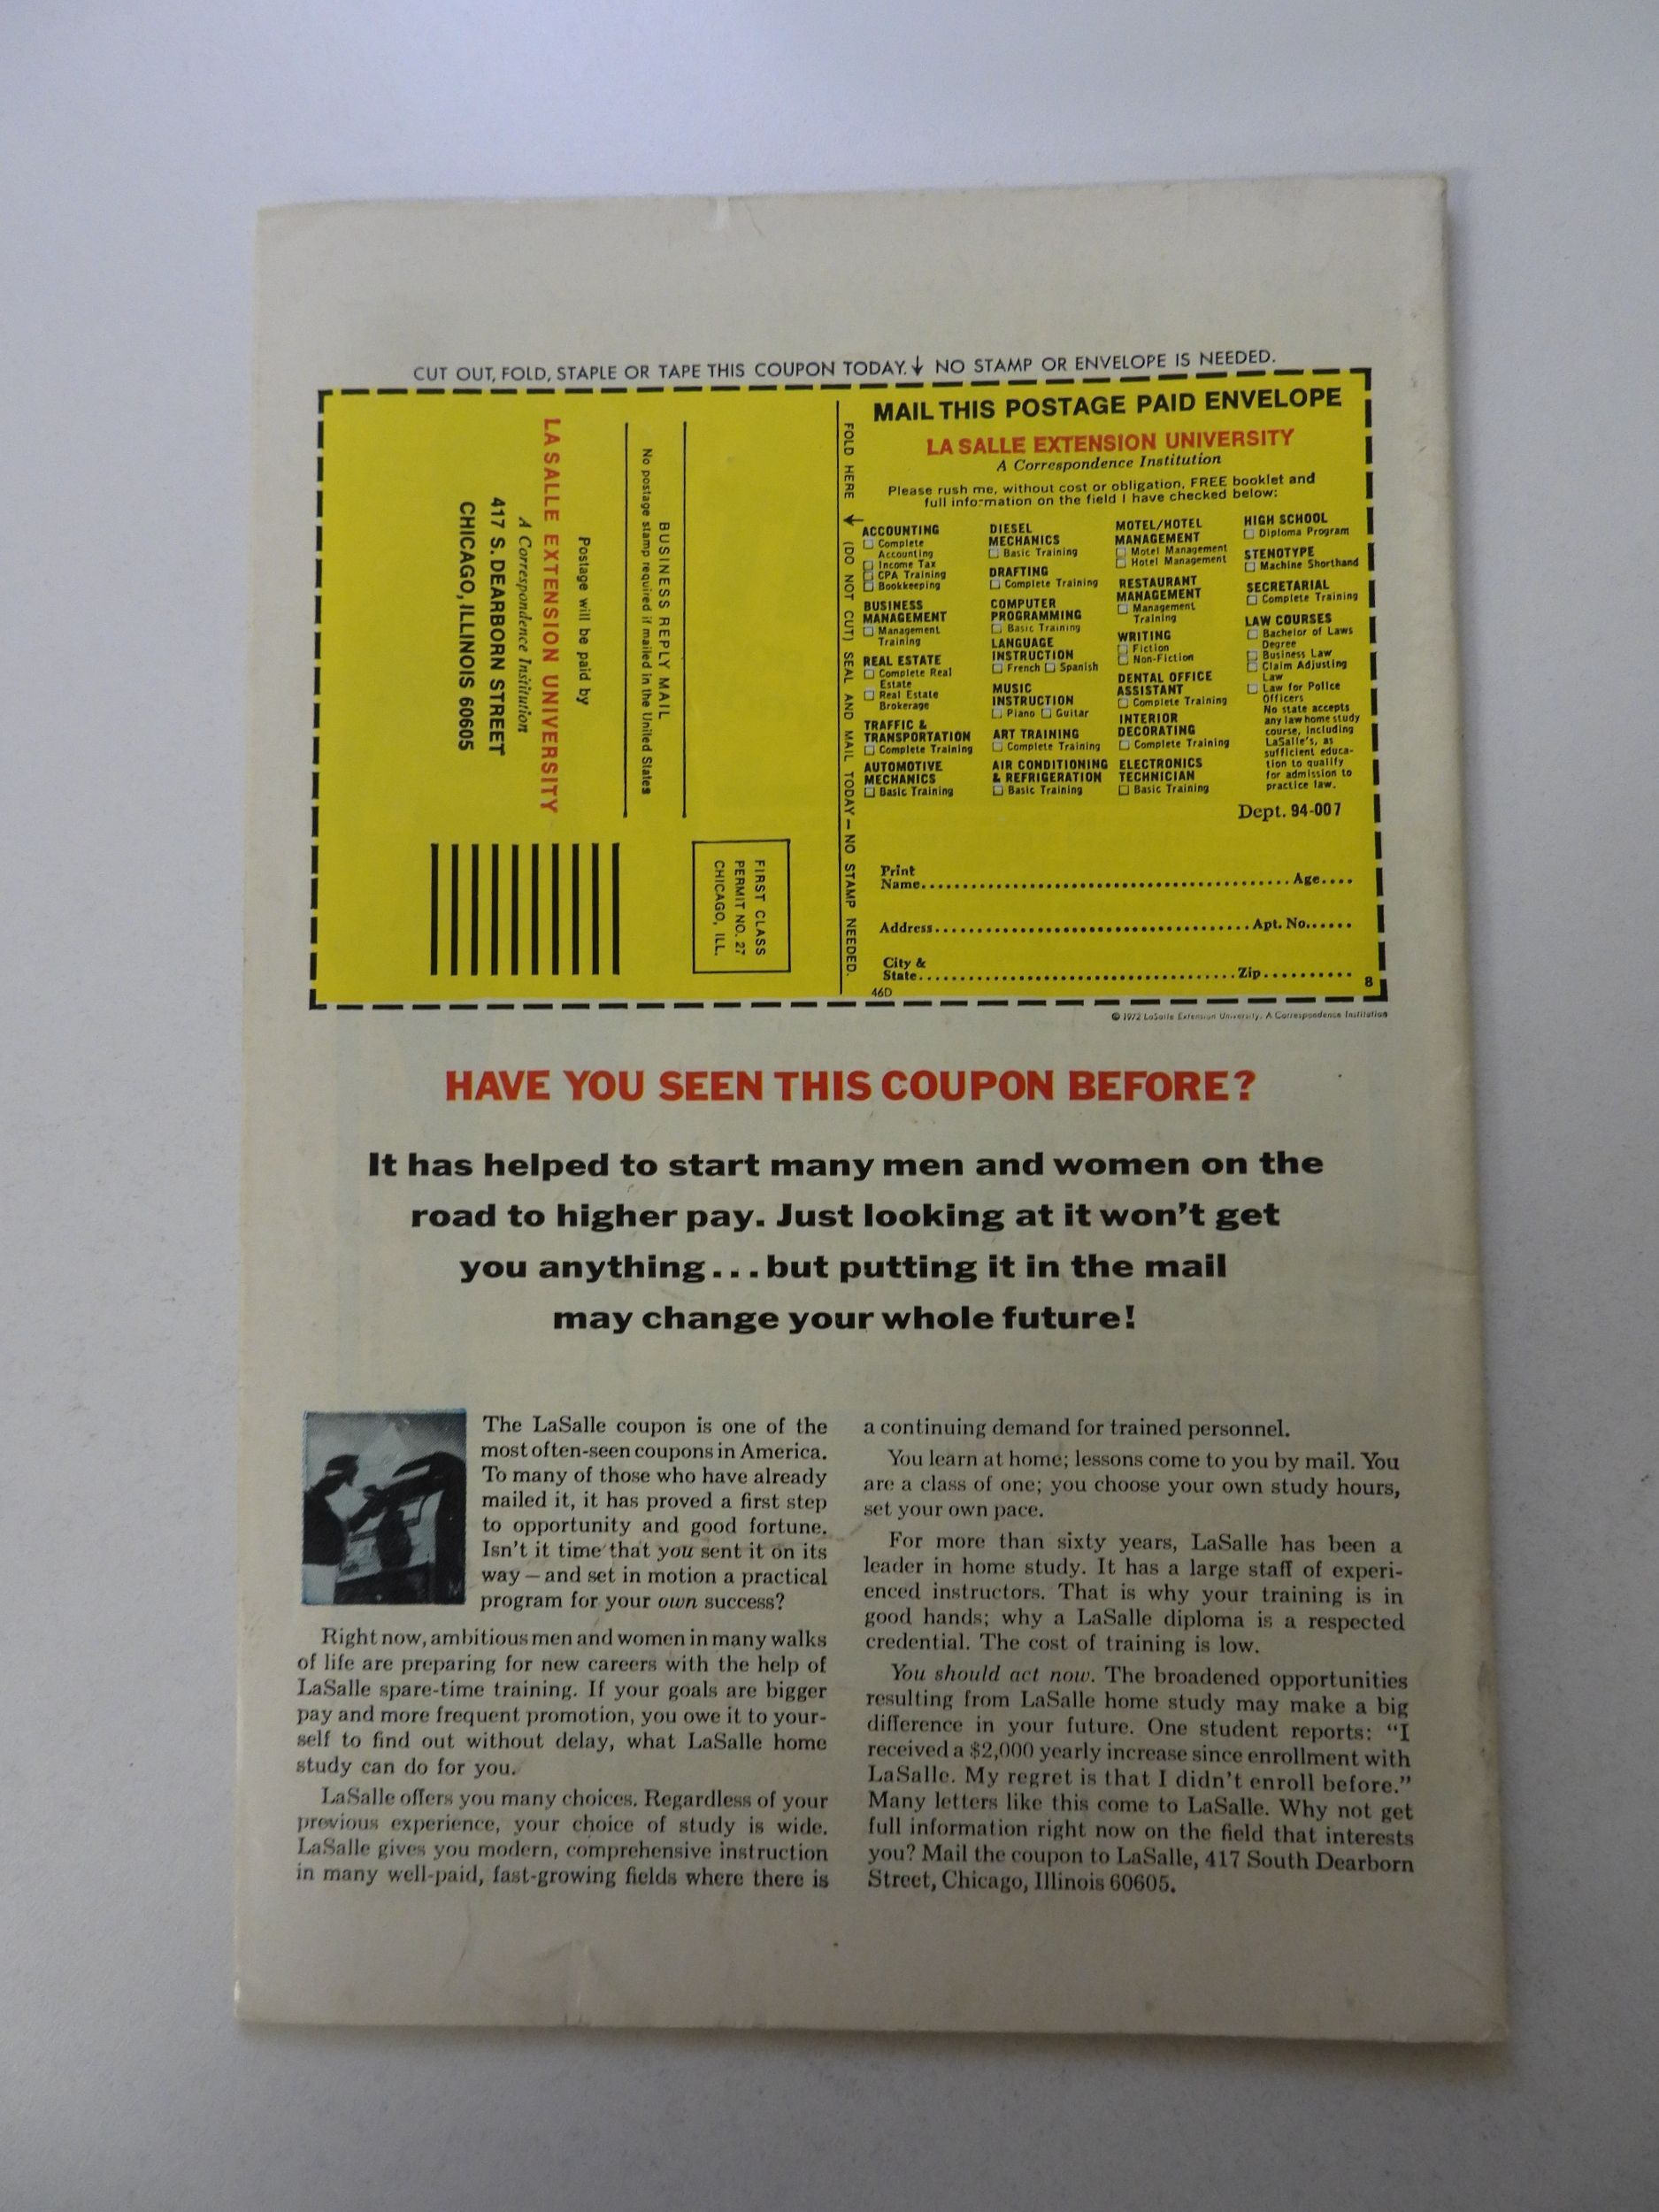 CUT OUT, FOLD, STAPLE OR TAPE THIS COUPON TODAY.↓ NO STAMP OR ENVELOPE IS NEEDED.
LA SALLE EXTENSION UNIVERSITY
A Correspondence Institution
417 S. DEARBORN STREET
CHICAGO, ILLINOIS 60605
Postage will be paid by
BUSINESS REPLY MAIL
No postage stamp required if mailed in the United States
FIRST CLASS
PERMIT NO. 27
CHICAGO, ILL.
FOLD HERE ↓ (DO NOT CUT) SEAL AND MAIL TODAY – NO STAMP NEEDED.
MAIL THIS POSTAGE PAID ENVELOPE
LA SALLE EXTENSION UNIVERSITY
A Correspondence Institution
Please rush me, without cost or obligation, FREE booklet and
full information on the field I have checked below:
ACCOUNTING
☐ Complete
Accounting
☐ Income Tax
☐ CPA Training
☐ Bookkeeping
BUSINESS
MANAGEMENT
☐ Management
Training
REAL ESTATE
☐ Complete Real
Estate
☐ Real Estate
Brokerage
TRAFFIC &
TRANSPORTATION
☐ Complete Training
AUTOMOTIVE
MECHANICS
☐ Basic Training
DIESEL
MECHANICS
☐ Basic Training
DRAFTING
☐ Complete Training
COMPUTER
PROGRAMMING
☐ Basic Training
LANGUAGE
INSTRUCTION
☐ French ☐ Spanish
MUSIC
INSTRUCTION
☐ Piano ☐ Guitar
ART TRAINING
☐ Complete Training
AIR CONDITIONING
& REFRIGERATION
☐ Basic Training
MOTEL/HOTEL
MANAGEMENT
☐ Motel Management
☐ Hotel Management
RESTAURANT
MANAGEMENT
☐ Management
Training
WRITING
☐ Fiction
☐ Non-Fiction
DENTAL OFFICE
ASSISTANT
☐ Complete Training
INTERIOR
DECORATING
☐ Complete Training
ELECTRONICS
TECHNICIAN
☐ Basic Training
HIGH SCHOOL
☐ Diploma Program
STENOTYPE
☐ Machine Shorthand
SECRETARIAL
☐ Complete Training
LAW COURSES
☐ Bachelor of Laws
Degree
☐ Business Law
☐ Claim Adjusting
Law
☐ Law for Police
Officers
No state accepts
any law home study
course, including
LaSalle's, as
sufficient educa-
tion to qualify
for admission to
practice law.
Dept. 94-007
Print
Name.......... Age....
Address.......... Apt. No......
City &
State.......... Zip..........
46D
8
© 1972 LaSalle Extension University, A Correspondence Institution
HAVE YOU SEEN THIS COUPON BEFORE?
It has helped to start many men and women on the
road to higher pay. Just looking at it won't get
you anything...but putting it in the mail
may change your whole future!
The LaSalle coupon is one of the
most often-seen coupons in America.
To many of those who have already
mailed it, it has proved a first step
to opportunity and good fortune.
Isn't it time that you sent it on its
way – and set in motion a practical
program for your own success?
Right now, ambitious men and women in many walks
of life are preparing for new careers with the help of
LaSalle spare-time training. If your goals are bigger
pay and more frequent promotion, you owe it to your-
self to find out without delay, what LaSalle home
study can do for you.
LaSalle offers you many choices. Regardless of your
previous experience, your choice of study is wide.
LaSalle gives you modern, comprehensive instruction
in many well-paid, fast-growing fields where there is
a continuing demand for trained personnel.
You learn at home; lessons come to you by mail. You
are a class of one; you choose your own study hours,
set your own pace.
For more than sixty years, LaSalle has been a
leader in home study. It has a large staff of experi-
enced instructors. That is why your training is in
good hands; why a LaSalle diploma is a respected
credential. The cost of training is low.
You should act now. The broadened opportunities
resulting from LaSalle home study may make a big
difference in your future. One student reports: "I
received a $2,000 yearly increase since enrollment with
LaSalle. My regret is that I didn't enroll before."
Many letters like this come to LaSalle. Why not get
full information right now on the field that interests
you? Mail the coupon to LaSalle, 417 South Dearborn
Street, Chicago, Illinois 60605.